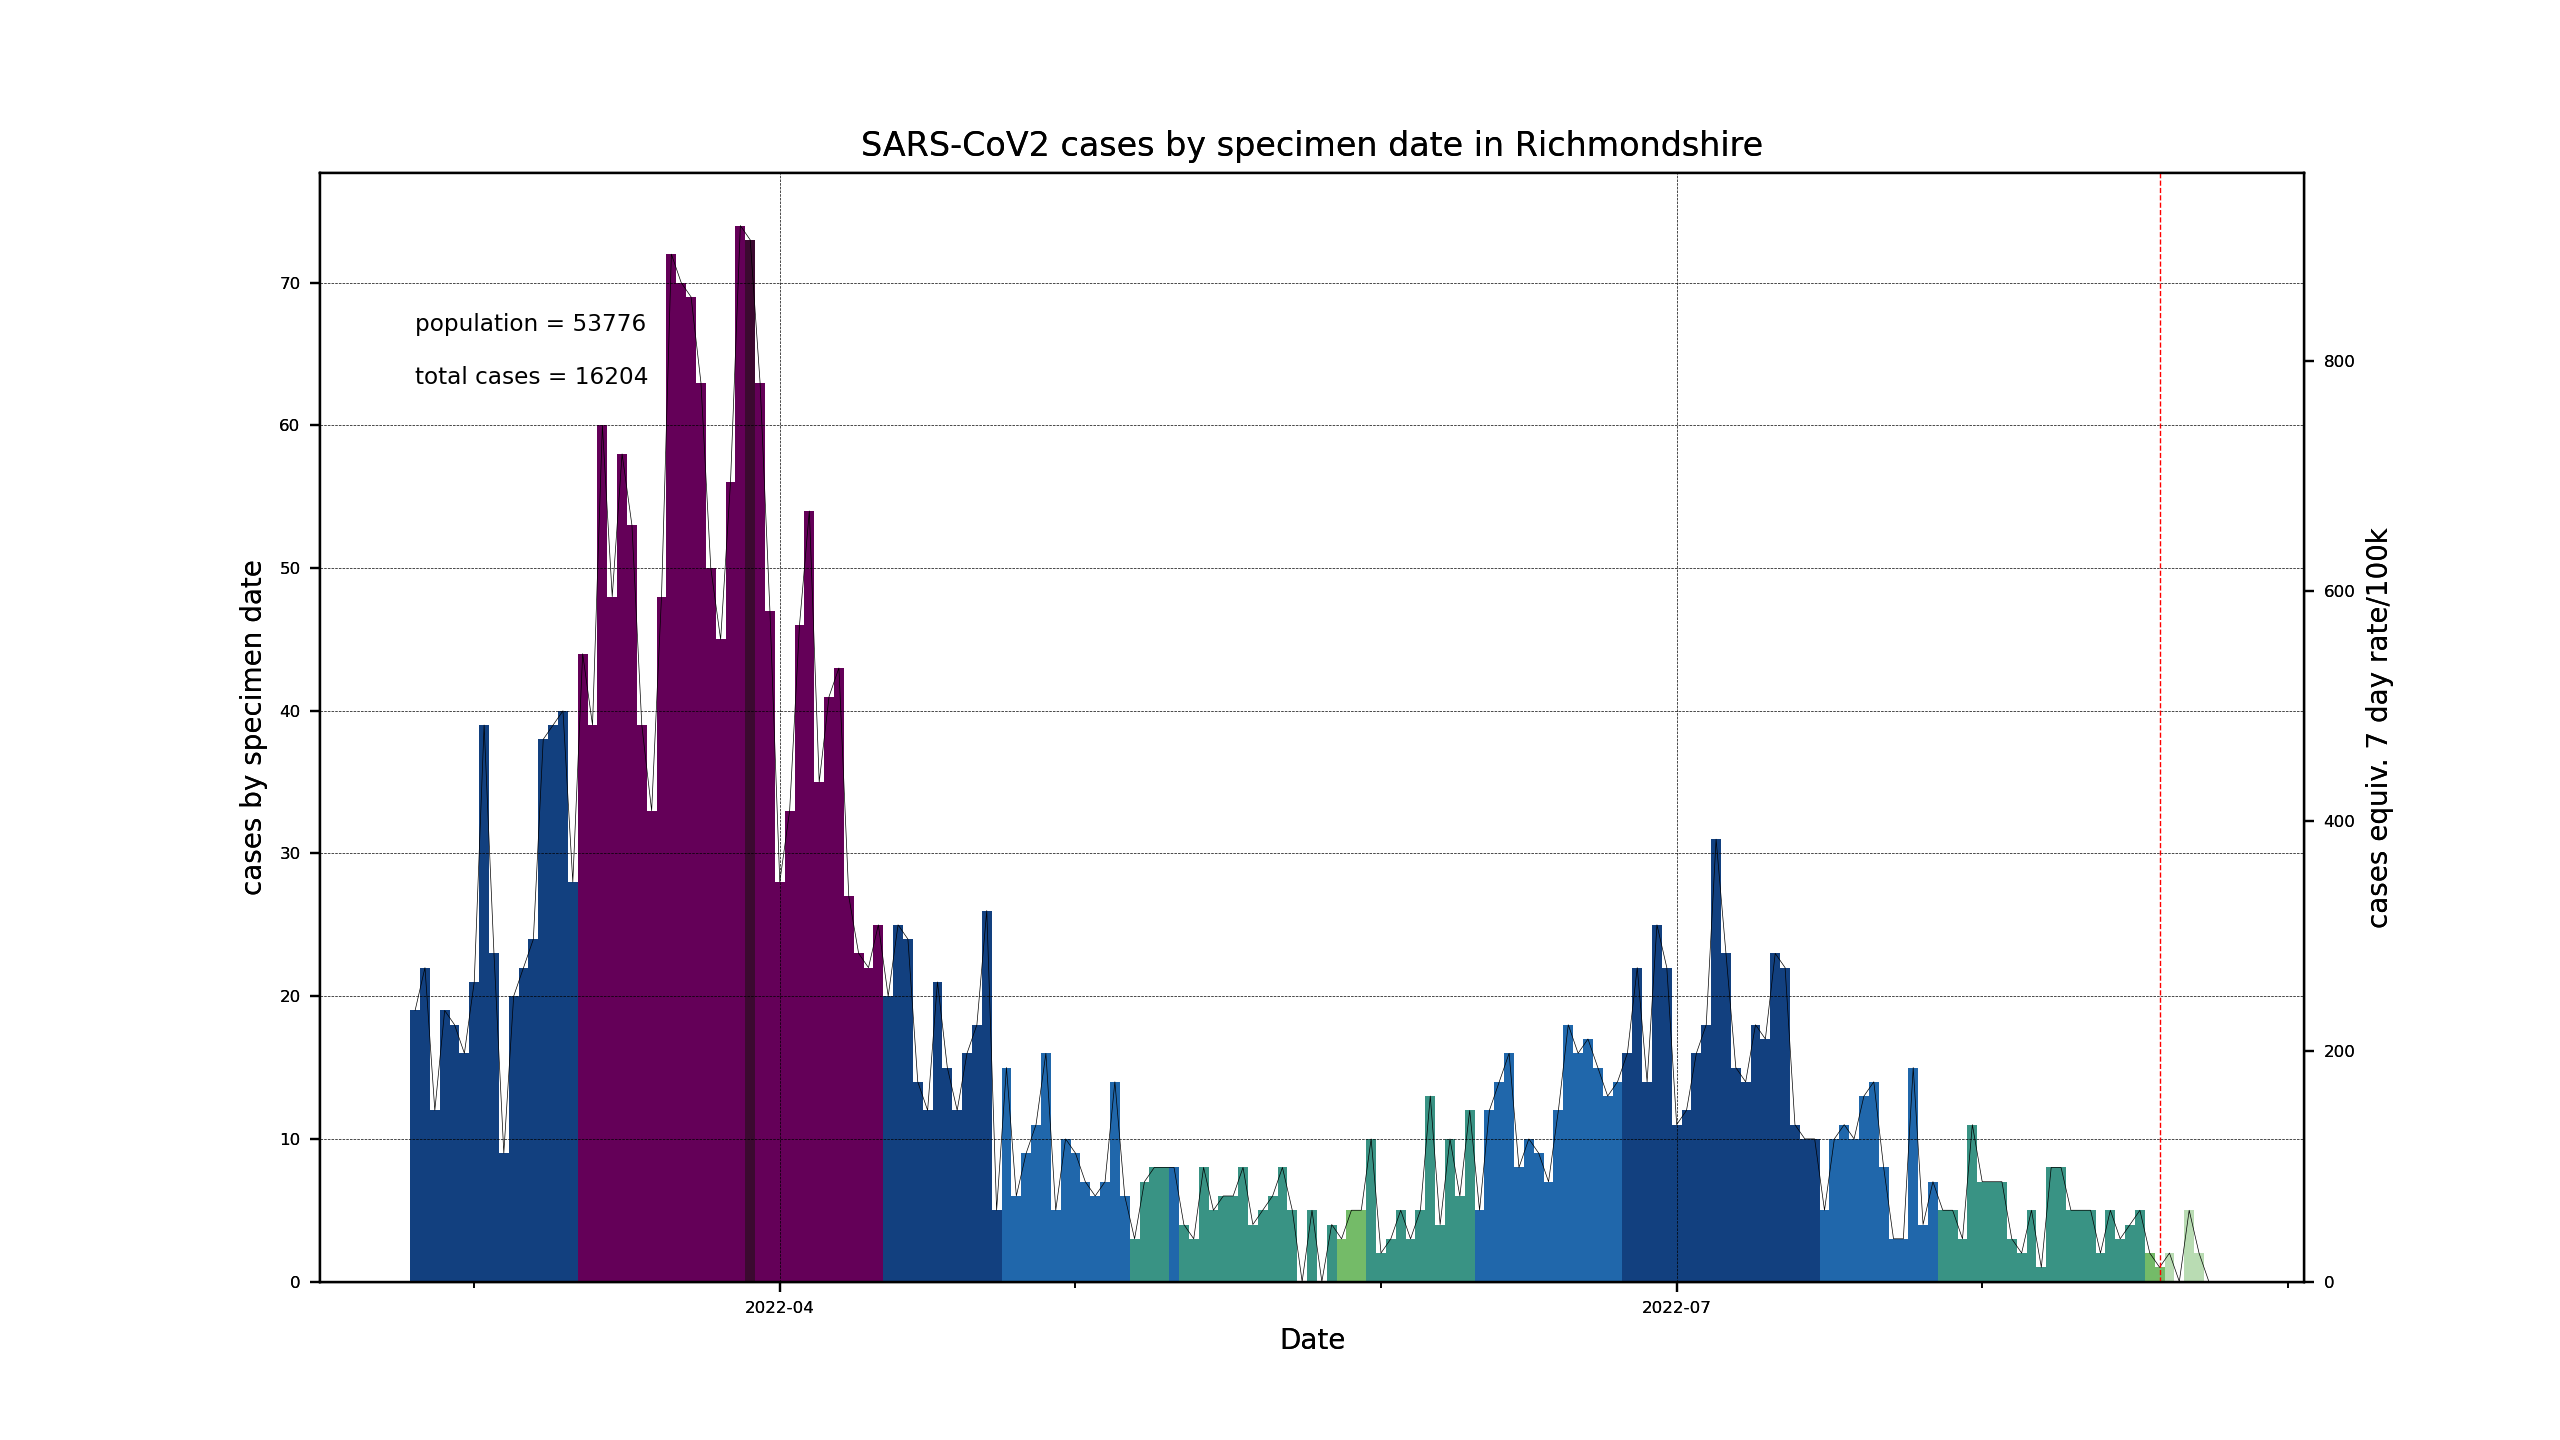 SARS-CoV2 cases by specimen date in Richmondshire
population = 53776
total cases = 16204
cases by specimen date
70
60
50
40
30
20
10
0
800
600
400
200
0
cases equiv. 7 day rate/100k
2022-04
2022-07
Date